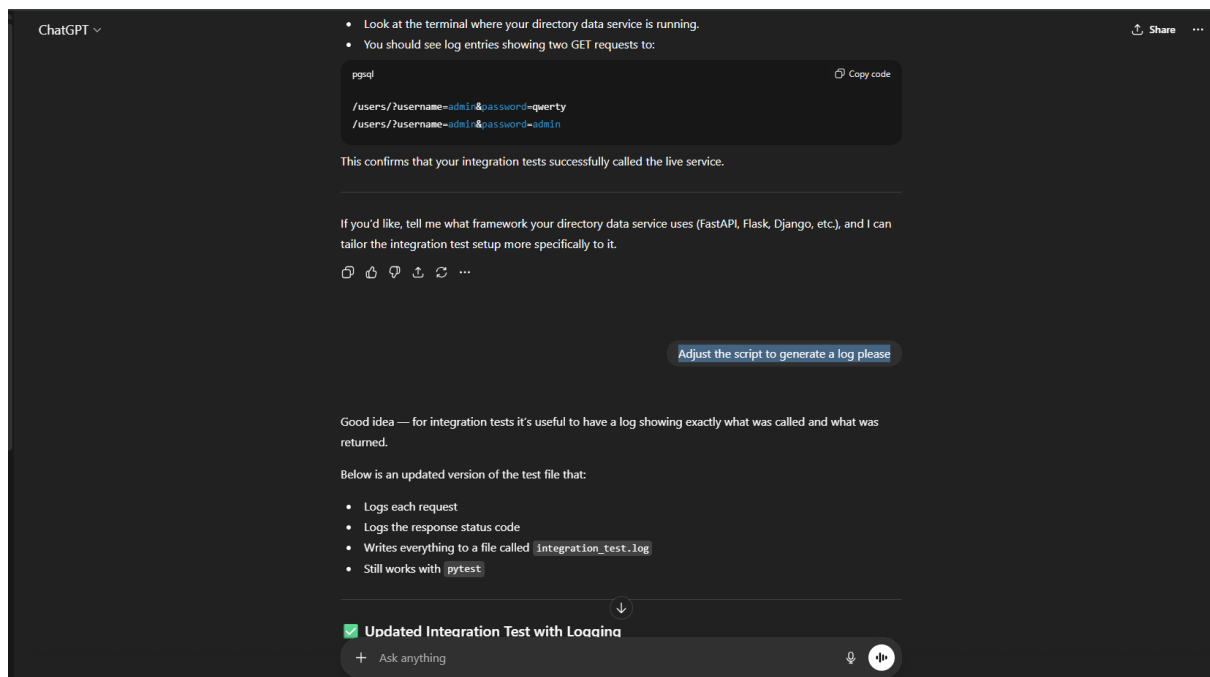 ChatGPT
Share
• Look at the terminal where your directory data service is running.
• You should see log entries showing two GET requests to:
pgsql
Copy code
/users/?username=admin&password=qwerty
/users/?username=admin&password=admin
This confirms that your integration tests successfully called the live service.
If you'd like, tell me what framework your directory data service uses (FastAPI, Flask, Django, etc.), and I can
tailor the integration test setup more specifically to it.
Adjust the script to generate a log please
Good idea — for integration tests it's useful to have a log showing exactly what was called and what was
returned.
Below is an updated version of the test file that:
• Logs each request
• Logs the response status code
• Writes everything to a file called integration_test.log
• Still works with pytest
✅ Updated Integration Test with Logging
Ask anything